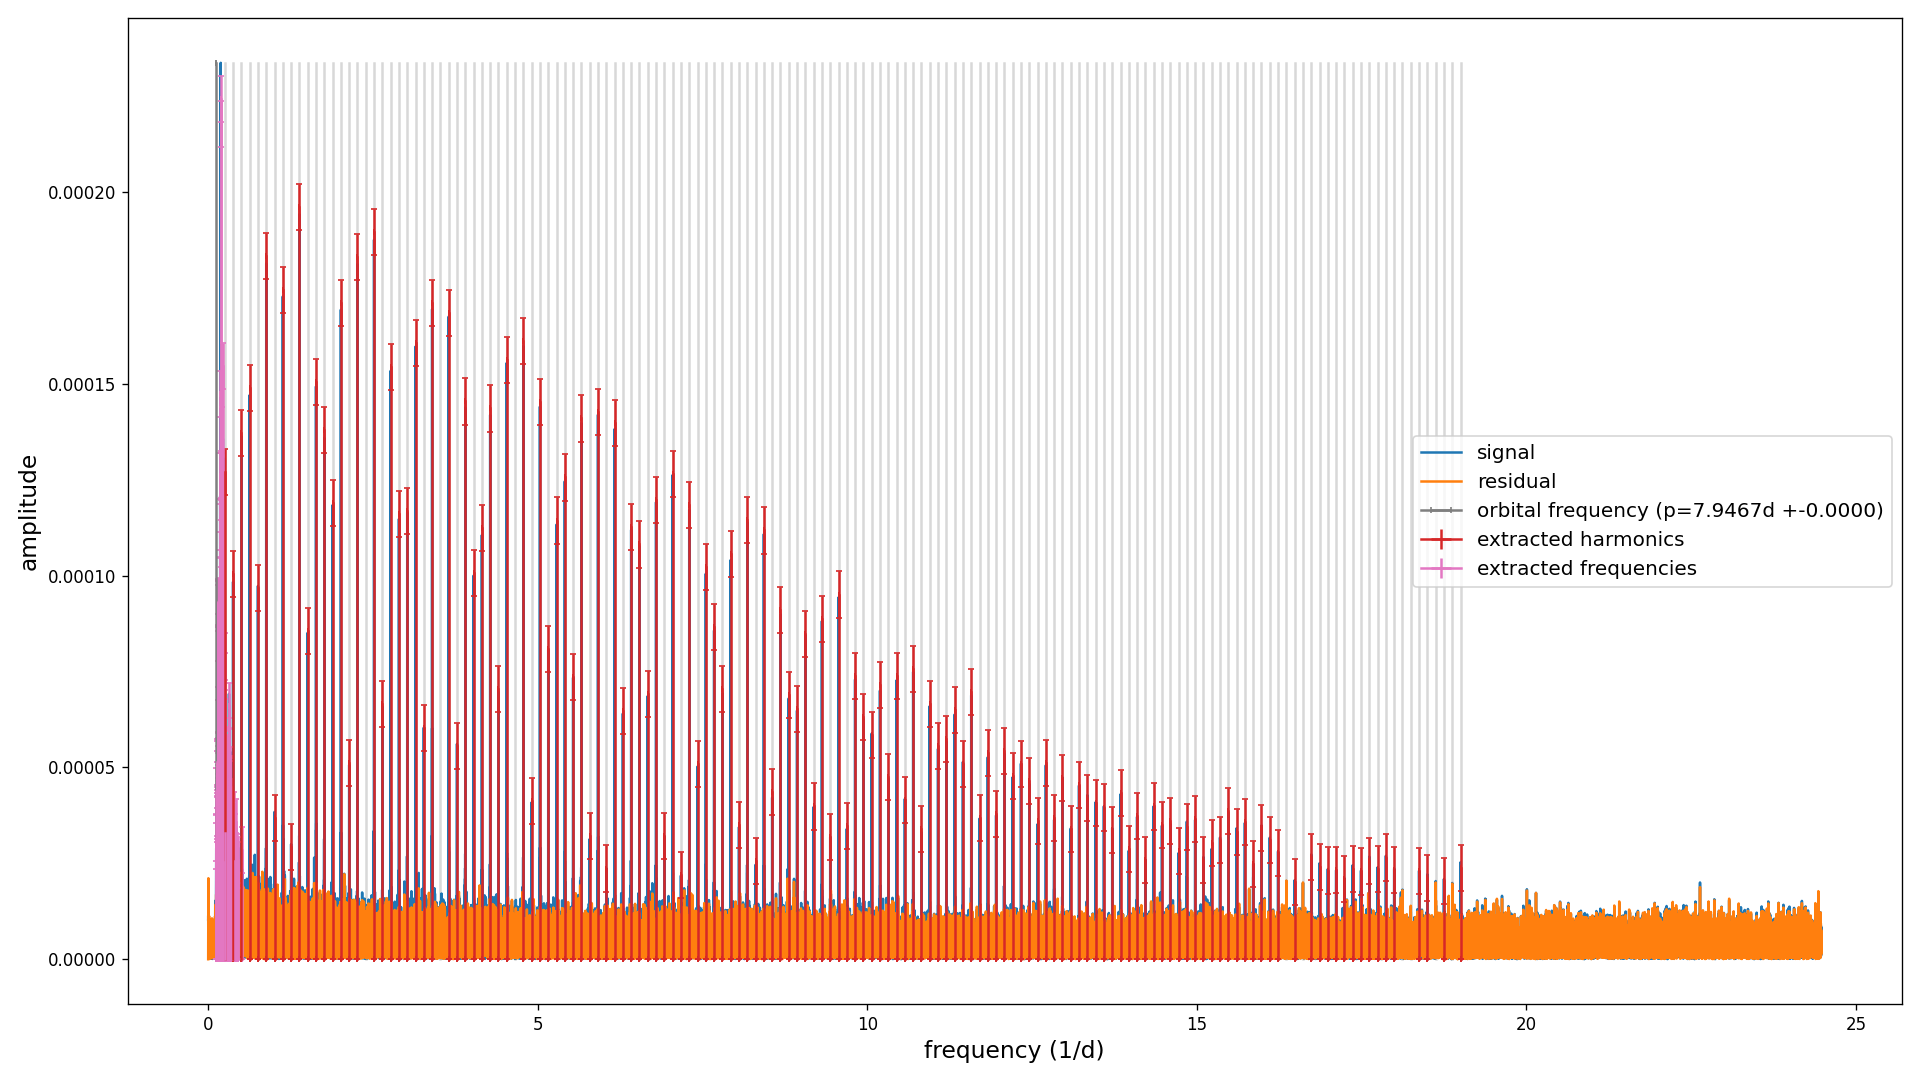 amplitude
0.00020
0.00015
0.00010
0.00005
0.00000
0
5
10
15
20
25
frequency (1/d)
signal
residual
orbital frequency (p=7.9467d +-0.0000)
extracted harmonics
extracted frequencies